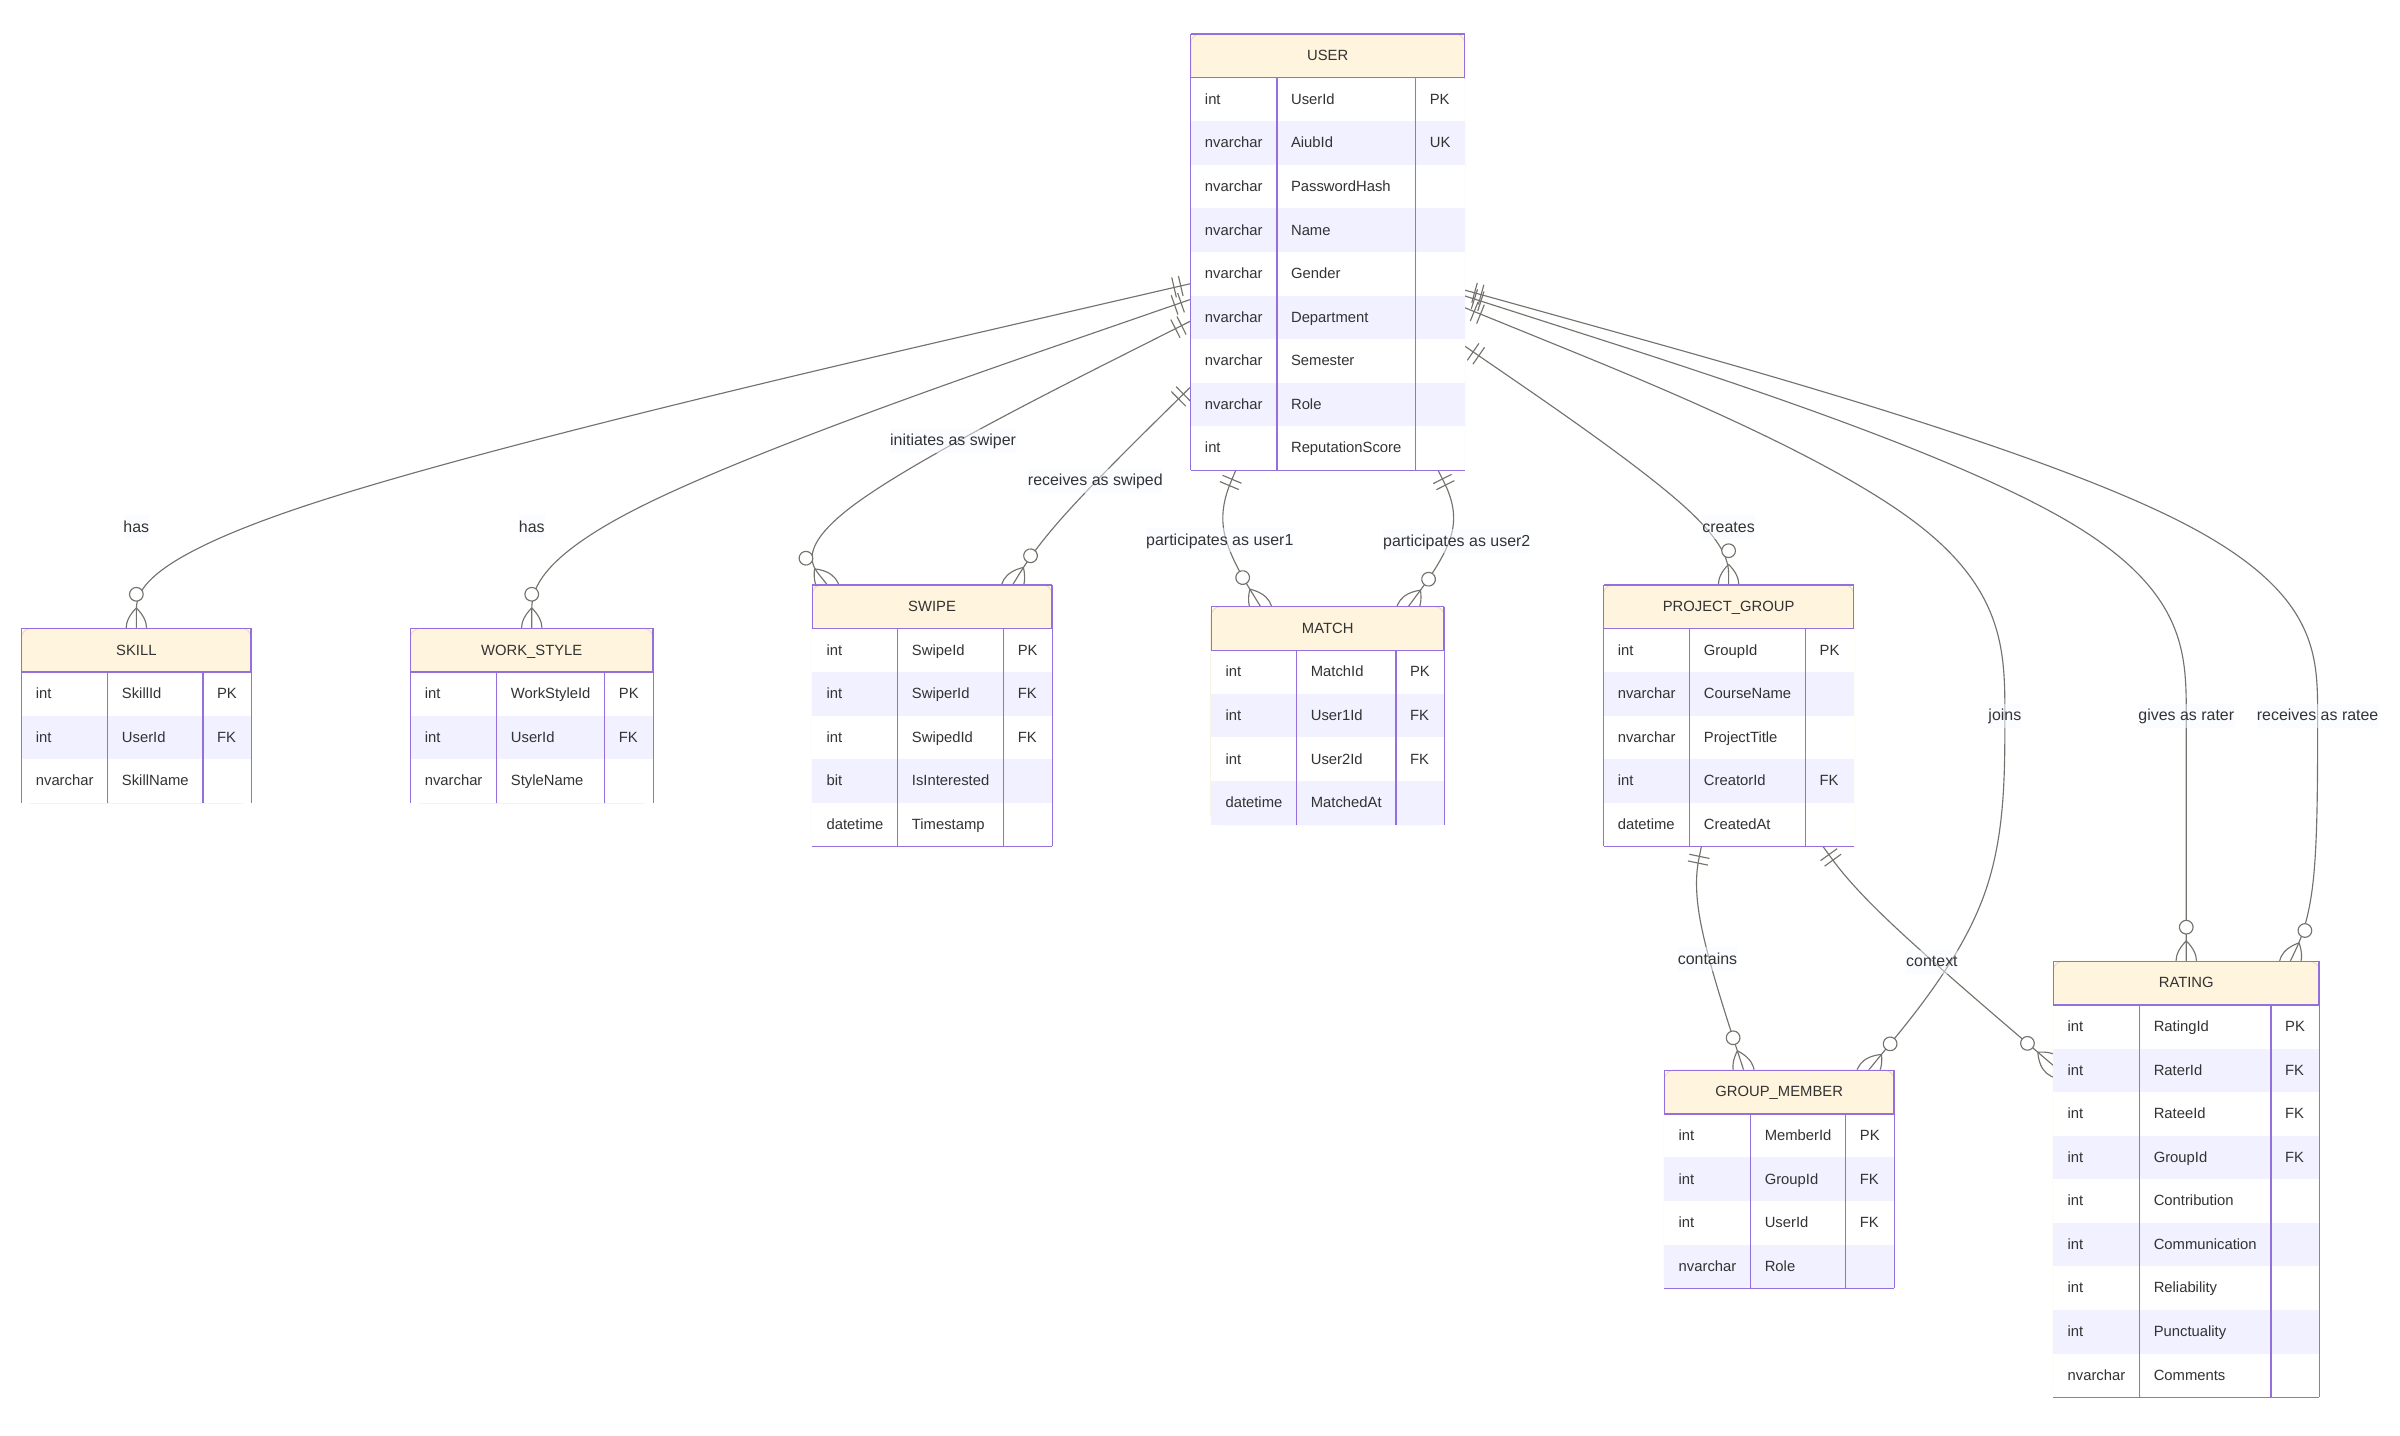 USER
int UserId PK
nvarchar AiubId UK
nvarchar PasswordHash
nvarchar Name
nvarchar Gender
nvarchar Department
nvarchar Semester
nvarchar Role
int ReputationScore
has
has
initiates as swiper
receives as swiped
participates as user1
participates as user2
creates
joins
gives as rater
receives as ratee
SKILL
int SkillId PK
int UserId FK
nvarchar SkillName
WORK_STYLE
int WorkStyleId PK
int UserId FK
nvarchar StyleName
SWIPE
int SwipeId PK
int SwiperId FK
int SwipedId FK
bit IsInterested
datetime Timestamp
MATCH
int MatchId PK
int User1Id FK
int User2Id FK
datetime MatchedAt
PROJECT_GROUP
int GroupId PK
nvarchar CourseName
nvarchar ProjectTitle
int CreatorId FK
datetime CreatedAt
contains
context
GROUP_MEMBER
int MemberId PK
int GroupId FK
int UserId FK
nvarchar Role
RATING
int RatingId PK
int RaterId FK
int RateeId FK
int GroupId FK
int Contribution
int Communication
int Reliability
int Punctuality
nvarchar Comments